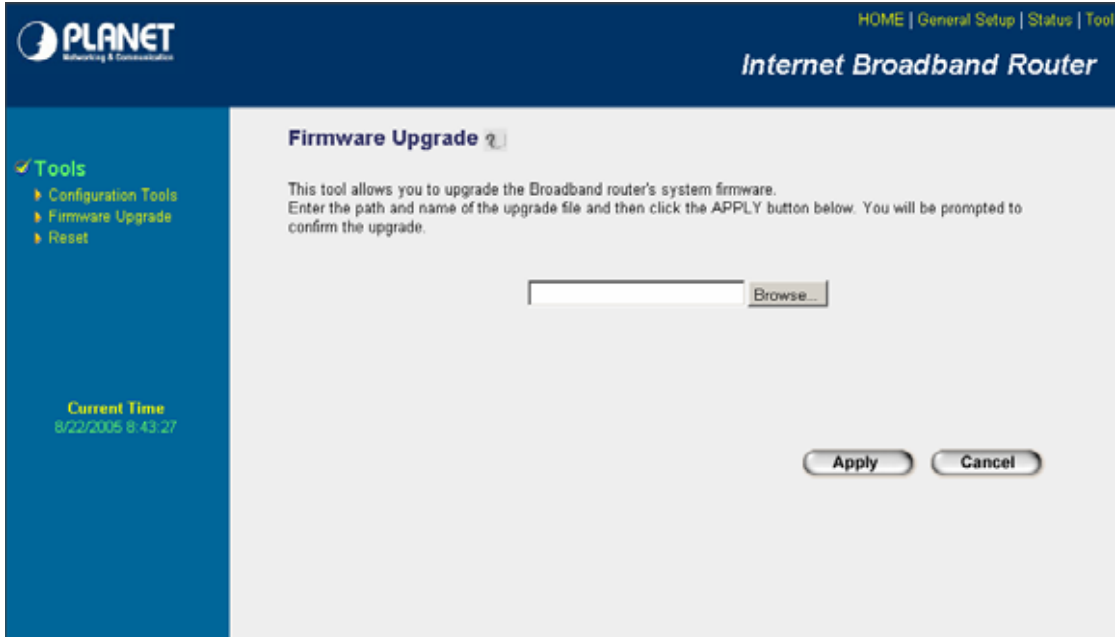 PLANET
Networking & Communication
HOME | General Setup | Status | Tool
Internet Broadband Router
Tools
Configuration Tools
Firmware Upgrade
Reset
Current Time
8/22/2005 8:43:27
Firmware Upgrade ?
This tool allows you to upgrade the Broadband router's system firmware.
Enter the path and name of the upgrade file and then click the APPLY button below. You will be prompted to
confirm the upgrade.
Browse...
Apply
Cancel